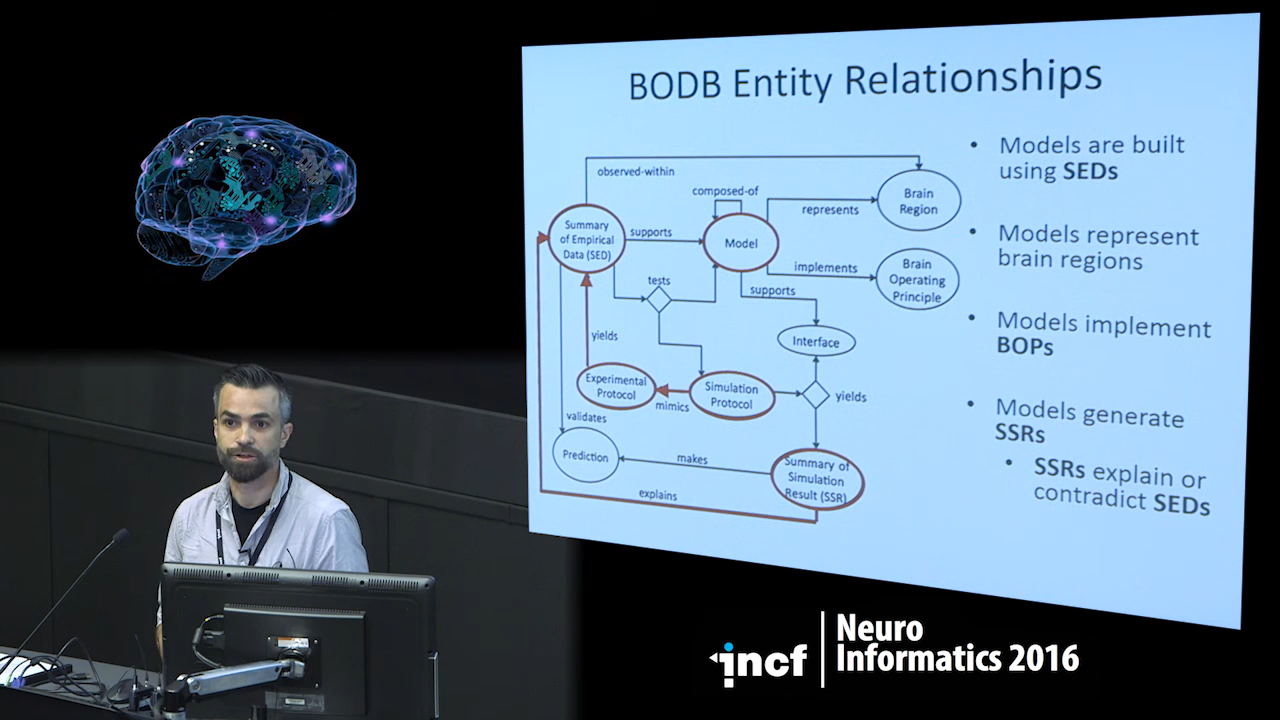 BODB Entity Relationships
observed-within
composed-of
represents
Brain
Region
Summary
of Empirical
Data (SED)
supports
Model
implements
Brain
Operating
Principle
tests
supports
yields
Interface
Experimental
Protocol
mimics
Simulation
Protocol
yields
validates
Prediction
makes
Summary of
Simulation
Result (SSR)
explains
• Models are built
using SEDs
• Models represent
brain regions
• Models implement
BOPs
• Models generate
SSRs
• SSRs explain or
contradict SEDs
incf
Neuro
Informatics 2016